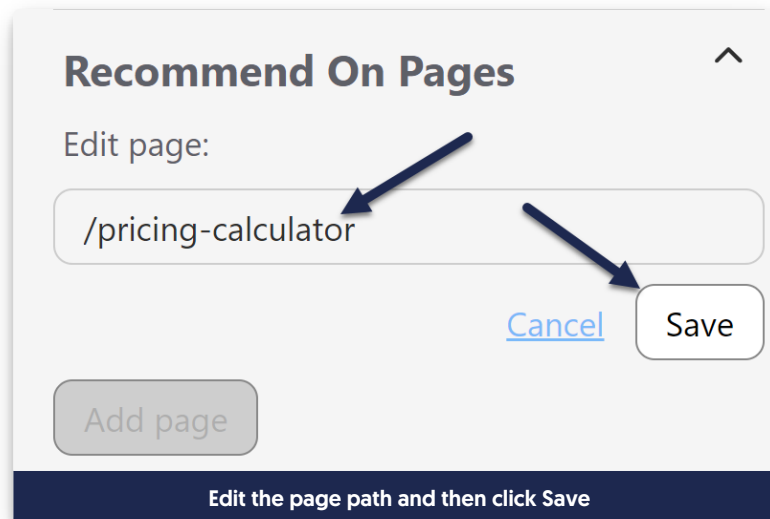 Recommend On Pages
Edit page:
/pricing-calculator
Cancel
Save
Add page
Edit the page path and then click Save